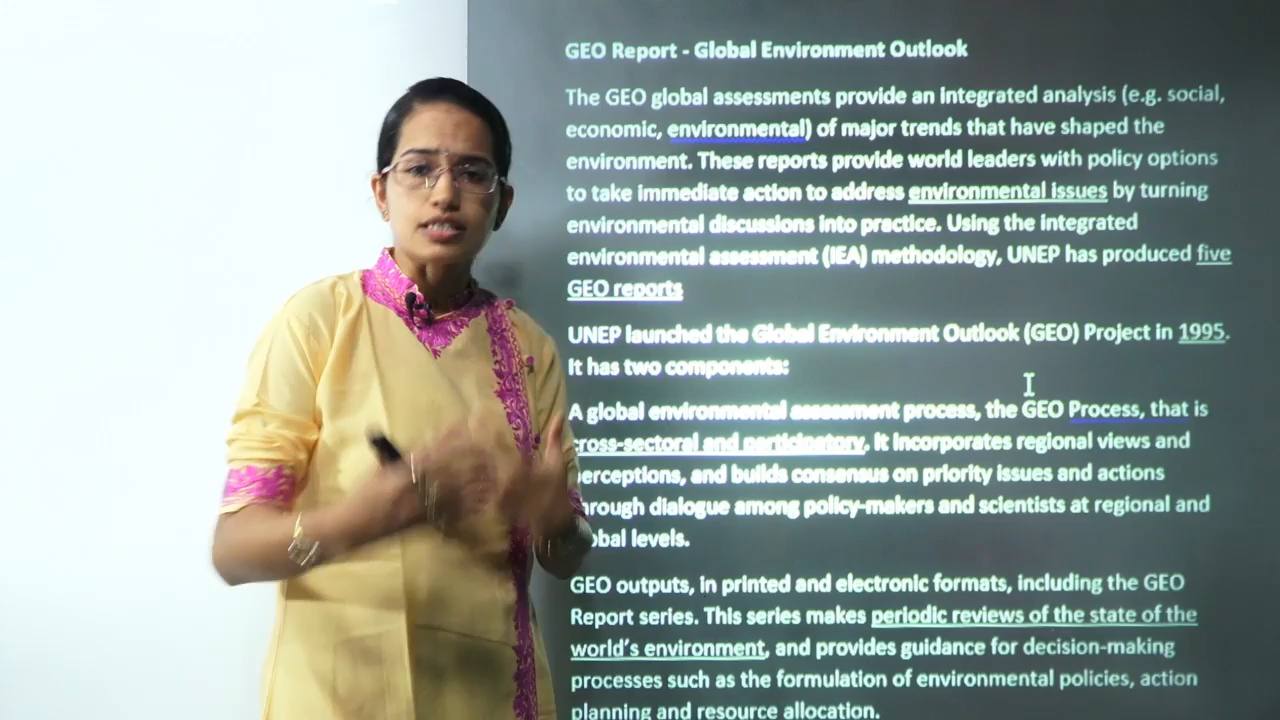 GEO Report - Global Environment Outlook
The GEO global assessments provide an integrated analysis (e.g. social,
economic, environmental) of major trends that have shaped the
environment. These reports provide world leaders with policy options
to take immediate action to address environmental issues by turning
environmental discussions into practice. Using the integrated
environmental assessment (IEA) methodology, UNEP has produced five
GEO reports
UNEP launched the Global Environment Outlook (GEO) Project in 1995.
It has two components:
A global environmental assessment process, the GEO Process, that is
cross-sectoral and participatory. It incorporates regional views and
perceptions, and builds consensus on priority issues and actions
through dialogue among policy-makers and scientists at regional and
global levels.
GEO outputs, in printed and electronic formats, including the GEO
Report series. This series makes periodic reviews of the state of the
world's environment, and provides guidance for decision-making
processes such as the formulation of environmental policies, action
planning and resource allocation.